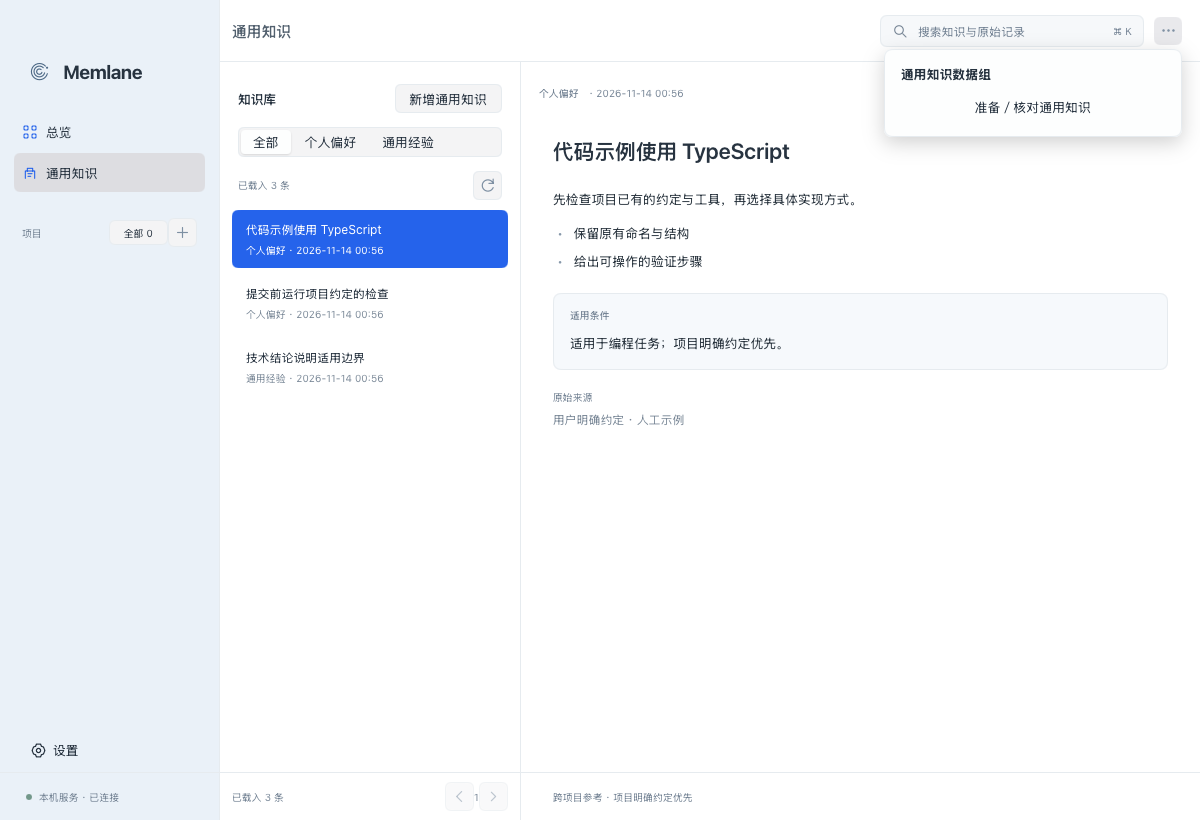 Memlane
总览
通用知识
项目
全部 0
设置
本机服务 · 已连接
通用知识
搜索知识与原始记录
⌘ K
通用知识数据组
准备 / 核对通用知识
知识库
新增通用知识
全部 个人偏好 通用经验
已载入 3 条
代码示例使用 TypeScript
个人偏好 · 2026-11-14 00:56
提交前运行项目约定的检查
个人偏好 · 2026-11-14 00:56
技术结论说明适用边界
通用经验 · 2026-11-14 00:56
已载入 3 条
1
个人偏好 · 2026-11-14 00:56
代码示例使用 TypeScript
先检查项目已有的约定与工具，再选择具体实现方式。
· 保留原有命名与结构
· 给出可操作的验证步骤
适用条件
适用于编程任务；项目明确约定优先。
原始来源
用户明确约定 · 人工示例
跨项目参考 · 项目明确约定优先